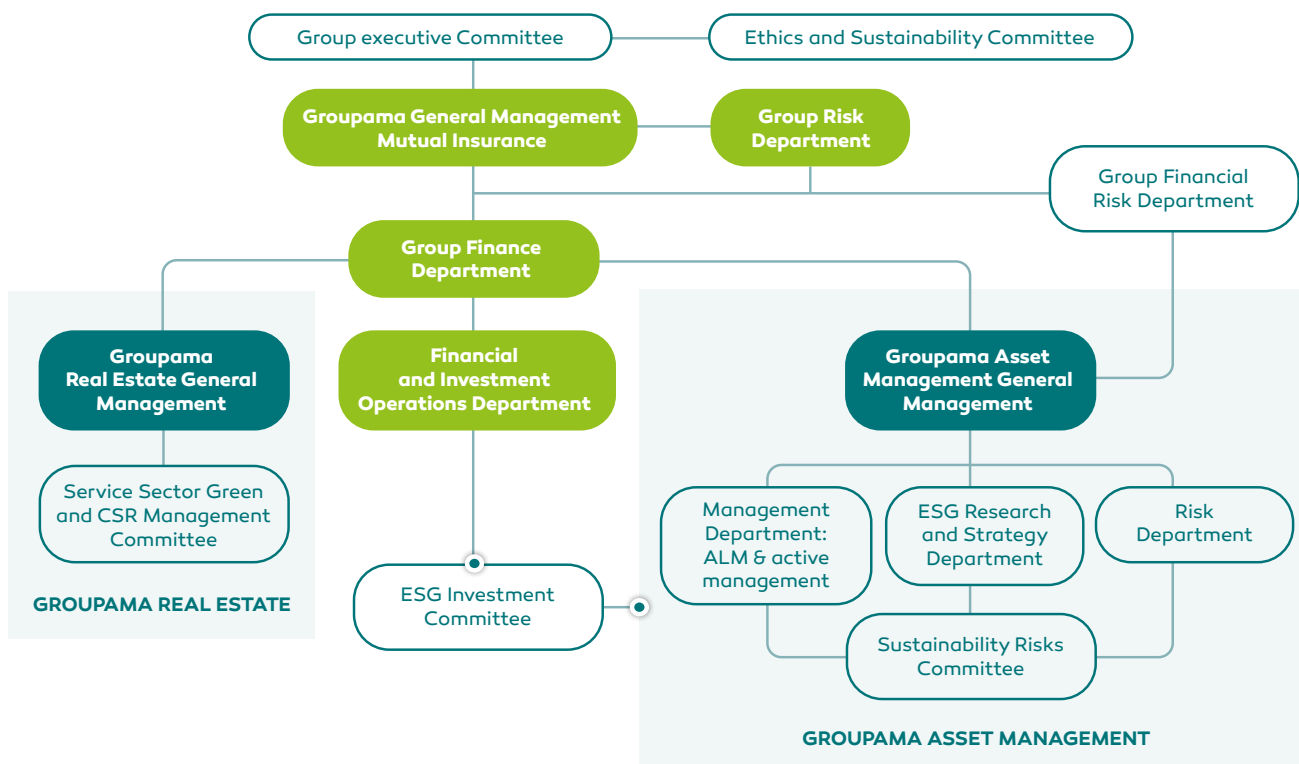 Group executive Committee
Ethics and Sustainability Committee
Groupama General Management
Mutual Insurance
Group Risk
Department
Group Financial
Risk Department
Group Finance
Department
Groupama
Real Estate General
Management
Financial
and Investment
Operations Department
Groupama Asset
Management General
Management
Service Sector Green
and CSR Management
Committee
Management
Department:
ALM & active
management
ESG Research
and Strategy
Department
Risk
Department
GROUPAMA REAL ESTATE
ESG Investment
Committee
Sustainability Risks
Committee
GROUPAMA ASSET MANAGEMENT